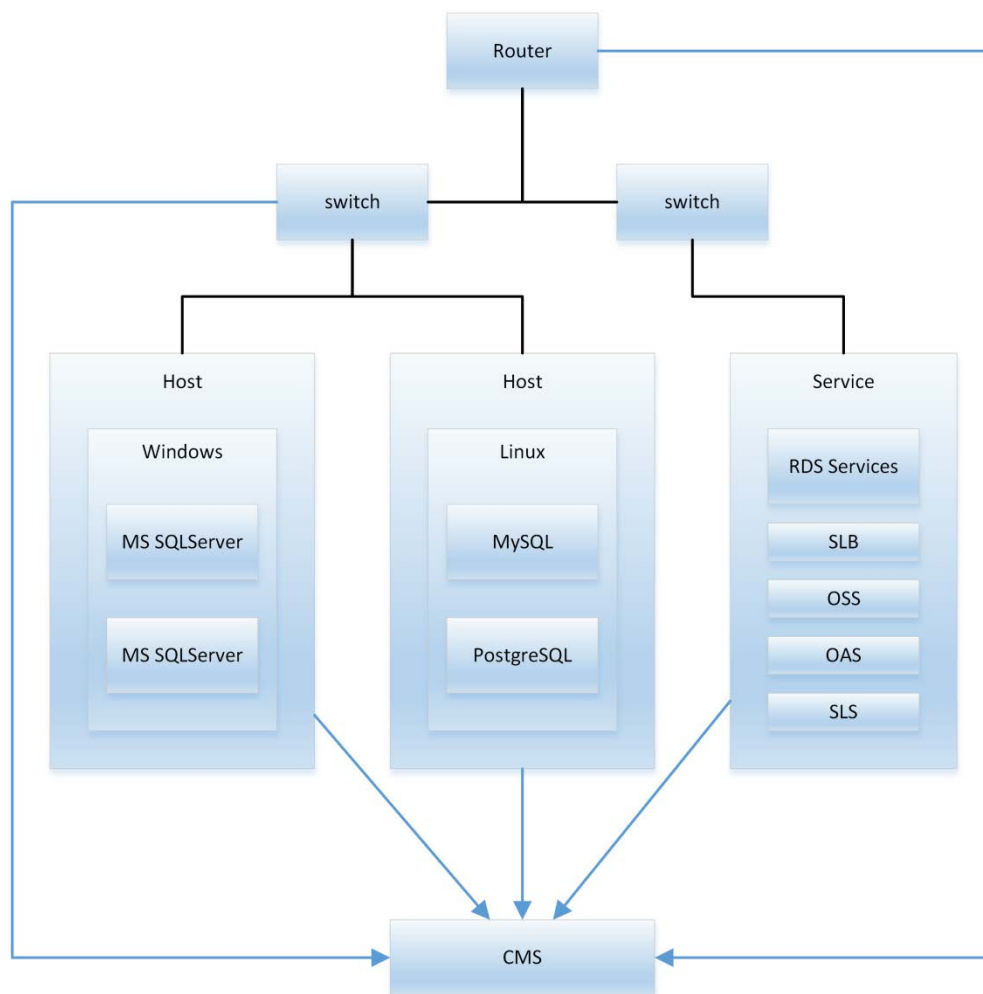 Router
switch
switch
Host
Host
Service
Windows
Linux
RDS Services
MS SQLServer
MySQL
SLB
OSS
MS SQLServer
PostgreSQL
OAS
SLS
CMS